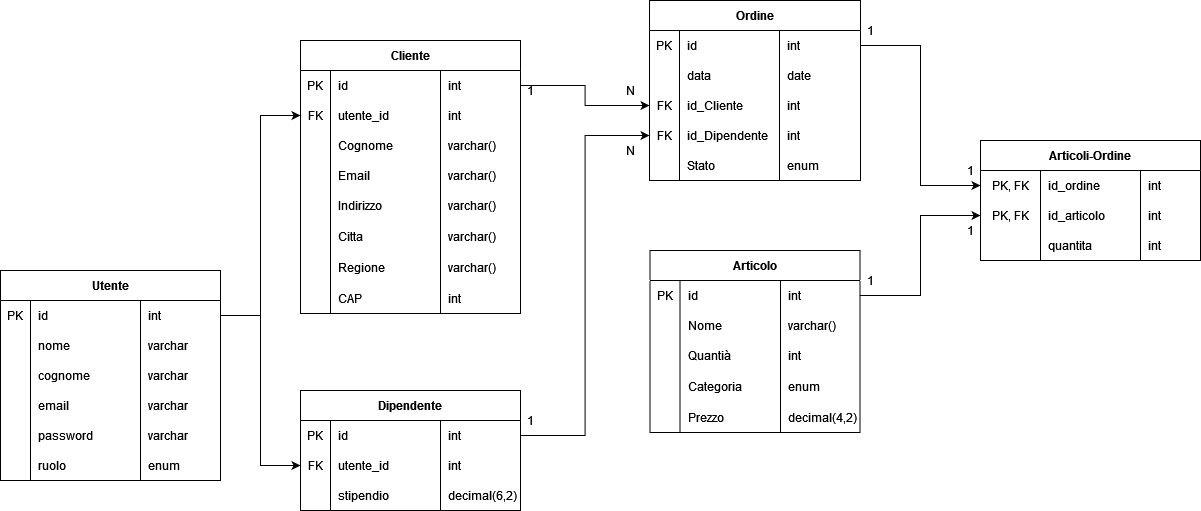 Utente
PK id int
nome varchar
cognome varchar
email varchar
password varchar
ruolo enum
Cliente
PK id int
FK utente_id int
Cognome varchar()
Email varchar()
Indirizzo varchar()
Citta varchar()
Regione varchar()
CAP int
1
N
Dipendente
PK id int
FK utente_id int
stipendio decimal(6,2)
1
N
Ordine
PK id int
data date
FK id_Cliente int
FK id_Dipendente int
Stato enum
1
1
Articolo
PK id int
Nome varchar()
Quantià int
Categoria enum
Prezzo decimal(4,2)
1
1
Articoli-Ordine
PK, FK id_ordine int
PK, FK id_articolo int
quantita int